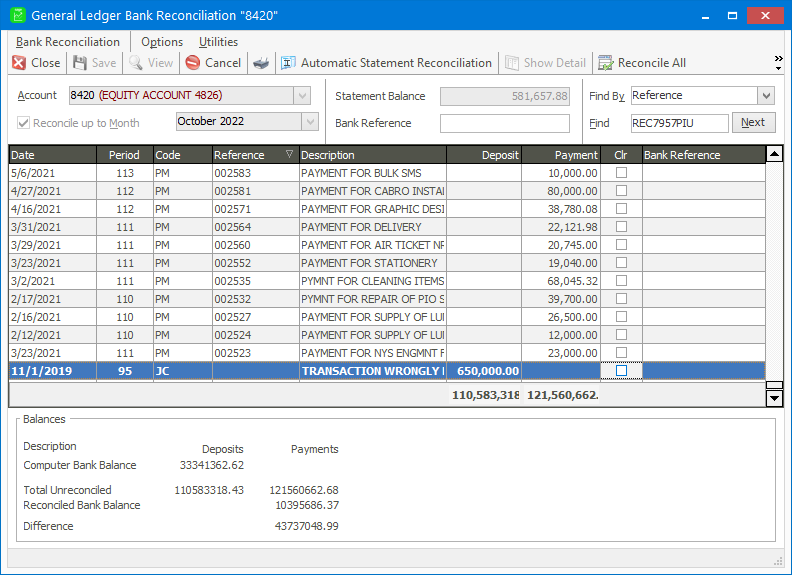 General Ledger Bank Reconciliation "8420"
Bank Reconciliation Options Utilities
Close Save View Cancel Automatic Statement Reconciliation Show Detail Reconcile All
Account 8420 (EQUITY ACCOUNT 4826) Statement Balance 581,657.88 Find By Reference
Reconcile up to Month October 2022 Bank Reference Find REC7957PIU Next
Date Period Code Reference Description Deposit Payment Clr Bank Reference
5/6/2021 113 PM 002583 PAYMENT FOR BULK SMS 10,000.00
4/27/2021 112 PM 002581 PAYMENT FOR CABRO INSTA 80,000.00
4/16/2021 112 PM 002571 PAYMENT FOR GRAPHIC DESI 38,780.08
3/31/2021 111 PM 002564 PAYMENT FOR DELIVERY 22,121.98
3/29/2021 111 PM 002560 PAYMENT FOR AIR TICKET NR 20,745.00
3/23/2021 111 PM 002552 PAYMENT FOR STATIONERY 19,040.00
3/2/2021 111 PM 002535 PYMNT FOR CLEANING ITEMS 68,045.32
2/17/2021 110 PM 002532 PYMNT FOR REPAIR OF PIO S 39,700.00
2/16/2021 110 PM 002527 PAYMENT FOR SUPPLY OF LU 26,500.00
2/12/2021 110 PM 002524 PAYMENT FOR SUPPLY OF LU 12,000.00
3/23/2021 111 PM 002523 PAYMENT FOR NYS ENGMNT F 23,000.00
11/1/2019 95 JC TRANSACTION WRONGLY 650,000.00
110,583,318 121,560,662.
Balances
Description Deposits Payments
Computer Bank Balance 33341362.62
Total Unreconciled 110583318.43 121560662.68
Reconciled Bank Balance 10395686.37
Difference 43737048.99